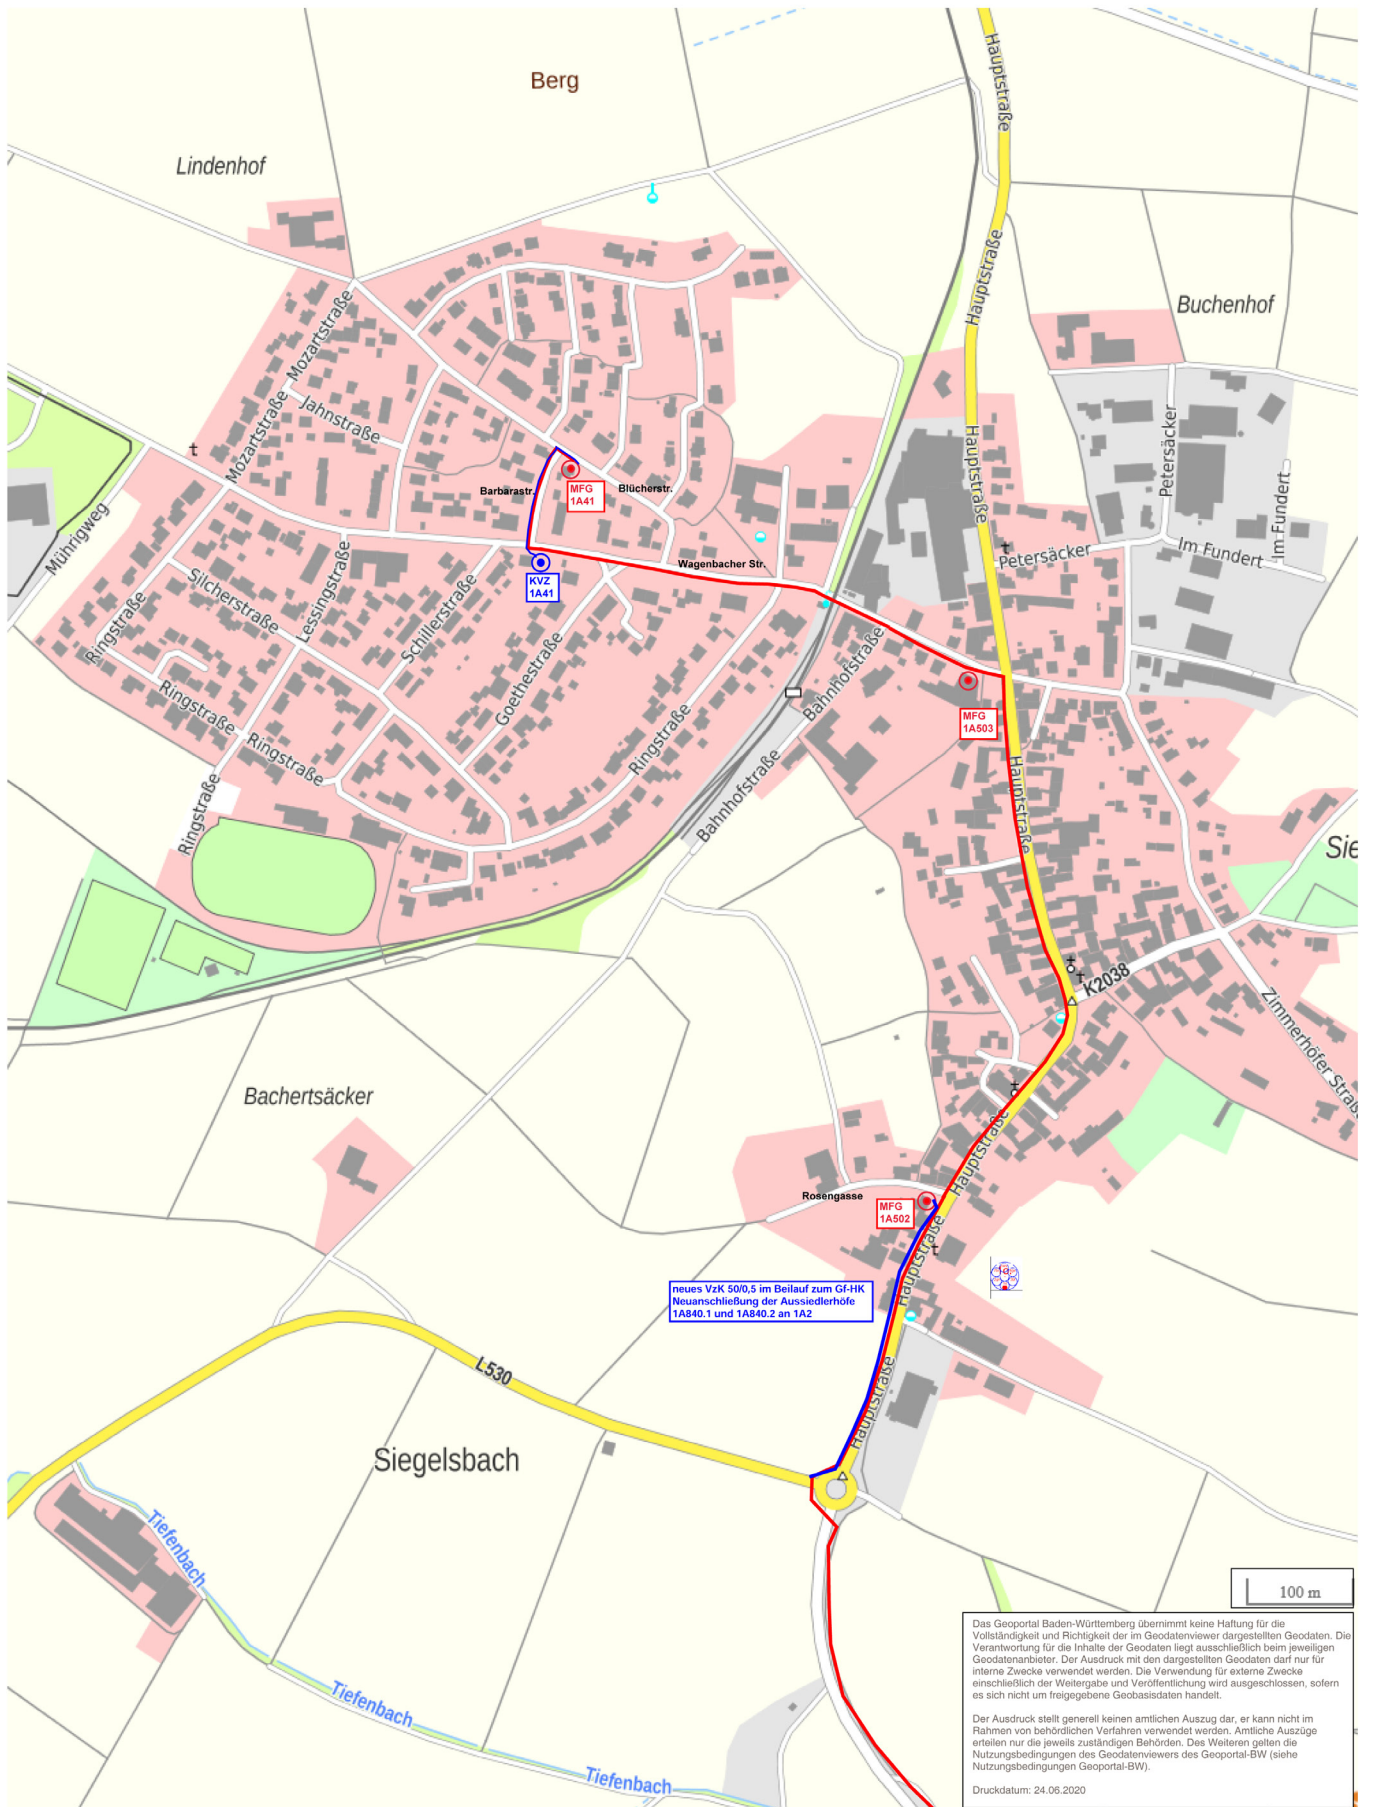 Hauptstraße
Berg
Lindenhof
Hauptstraße
Buchenhof
Mozartstraße
Mozartstraße
Jahnstraße
Petersäcker
Hauptstraße
Barbarastr.
MFG
1A41
Blücherstr.
Im Fundert
Im Fundert
Petersäcker
Mührigweg
Wagenbacher Str.
KVZ
1A41
Silcherstraße
Lessingstraße
Schillerstraße
Ringstraße
Goethestraße
Bahnhofstraße
Ringstraße
MFG
1A503
Ringstraße
Ringstraße
Bahnhofstraße
Hauptstraße
Ringstraße
Sie
K2038
Zimmerhöfer Straße
Bachertsäcker
Hauptstraße
Rosengasse
MFG
1A502
Hauptstraße
neues VzK 50/0,5 im Beilauf zum Gf-HK
Neuanschließung der Aussiedlerhöfe
1A840.1 und 1A840.2 an 1A2
L530
Hauptstraße
Siegelsbach
Tiefenbach
Tiefenbach
Tiefenbach
100 m
Das Geoportal Baden-Württemberg übernimmt keine Haftung für die
Vollständigkeit und Richtigkeit der im Geodatenviewer dargestellten Geodaten. Die
Verantwortung für die Inhalte der Geodaten liegt ausschließlich beim jeweiligen
Geodatenanbieter. Der Ausdruck mit den dargestellten Geodaten darf nur für
interne Zwecke verwendet werden. Die Verwendung für externe Zwecke
einschließlich der Weitergabe und Veröffentlichung wird ausgeschlossen, sofern
es sich nicht um freigegebene Geobasisdaten handelt.
Der Ausdruck stellt generell keinen amtlichen Auszug dar, er kann nicht im
Rahmen von behördlichen Verfahren verwendet werden. Amtliche Auszüge
erteilen nur die jeweils zuständigen Behörden. Des Weiteren gelten die
Nutzungsbedingungen des Geodatenviewers des Geoportal-BW (siehe
Nutzungsbedingungen Geoportal-BW).
Druckdatum: 24.06.2020